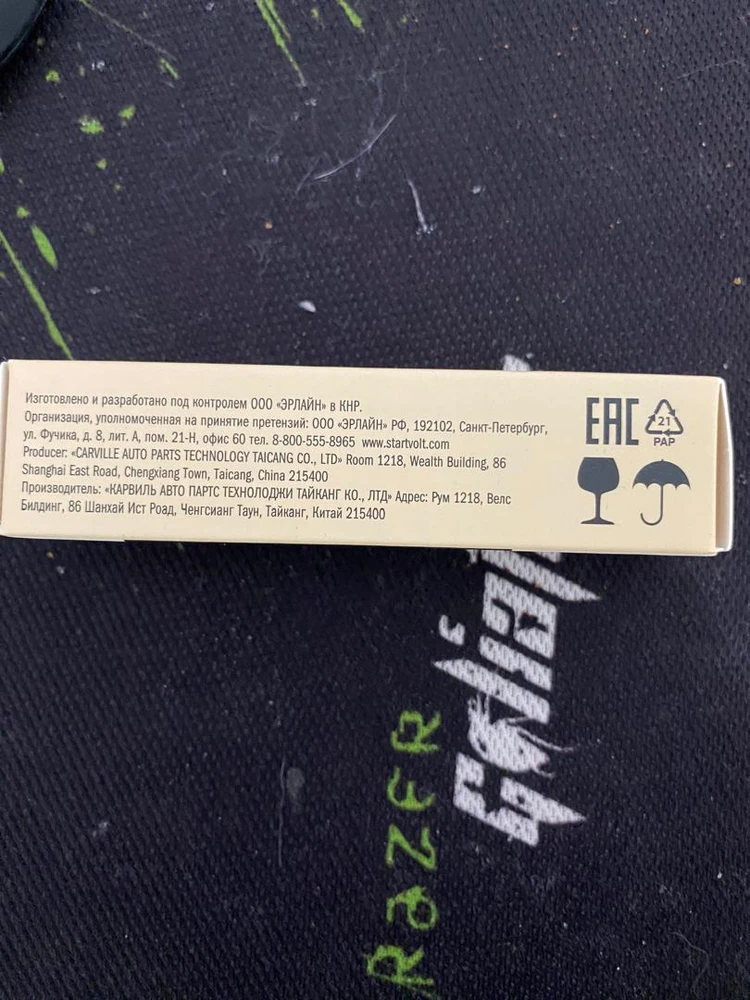 Изготовлено и разработано под контролем ООО «ЭРЛАЙН» в КНР.
Организация, уполномоченная на принятие претензий: ООО «ЭРЛАЙН» РФ, 192102, Санкт-Петербург,
ул. Фучика, д. 8, лит. А, пом. 21-Н, офис 60 тел. 8-800-555-8965 www.startvolt.com
Producer: «CARVILLE AUTO PARTS TECHNOLOGY TAICANG CO., LTD» Room 1218, Wealth Building, 86
Shanghai East Road, Chengxiang Town, Taicang, China 215400
Производитель: «КАРВИЛЬ АВТО ПАРТС ТЕХНОЛОДЖИ ТАЙКАНГ КО., ЛТД» Адрес: Рум 1218, Велс
Билдинг, 86 Шанхай Ист Роад, Ченгсианг Таун, Тайканг, Китай 215400
EAC
21
PAP
RAZER